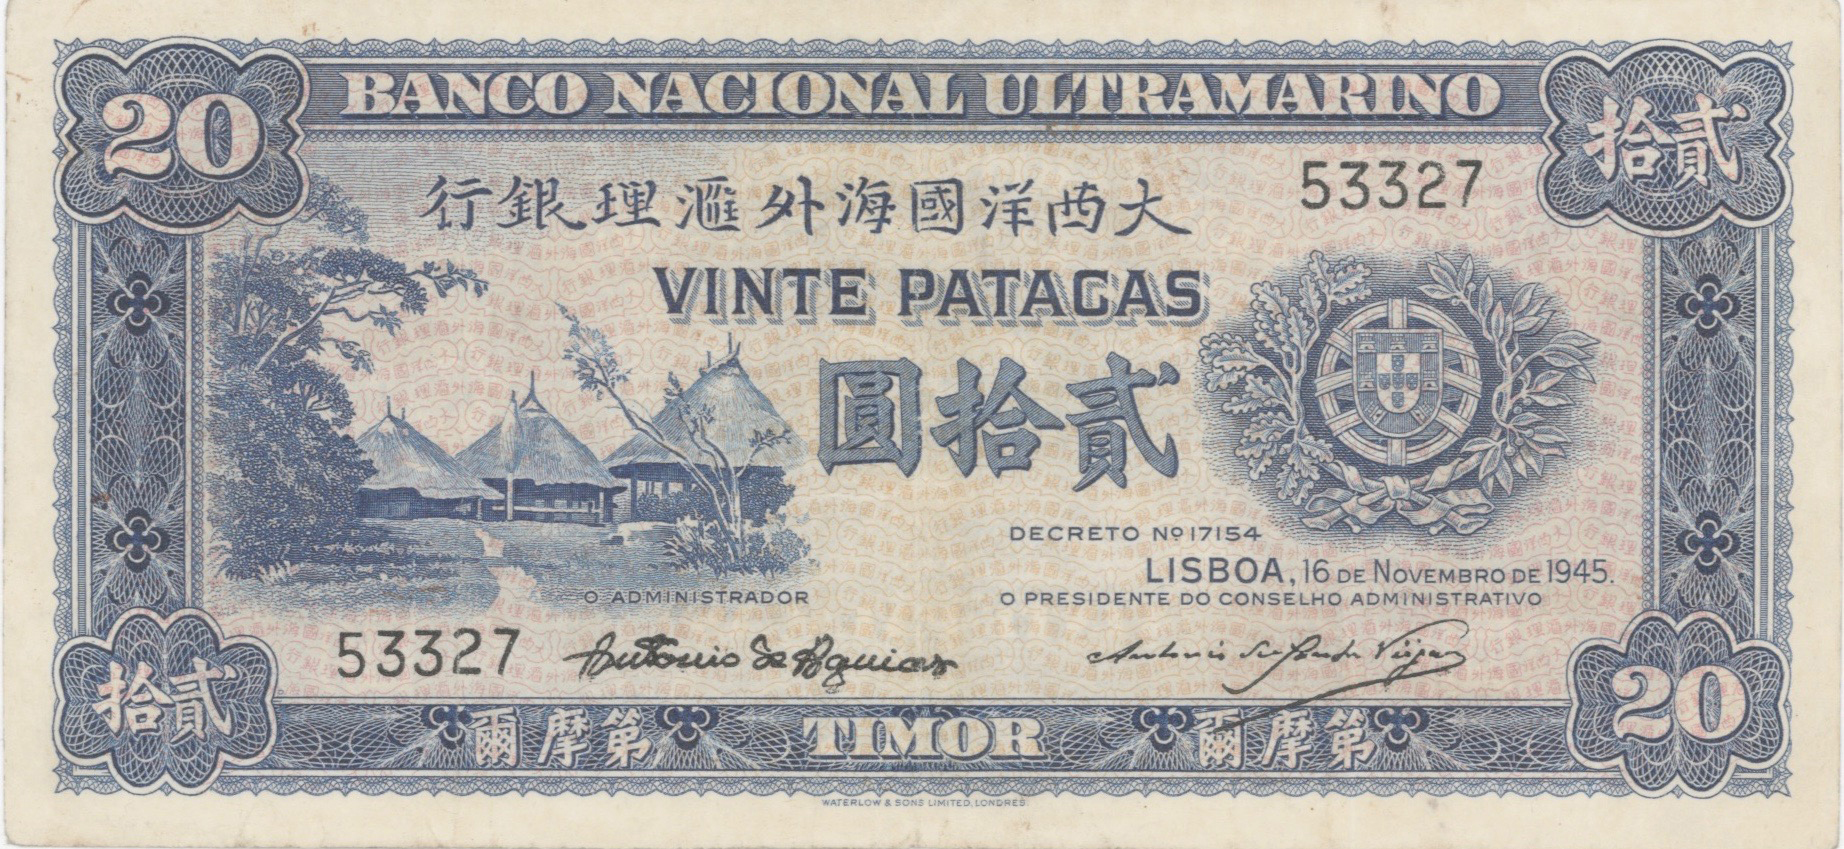 BANCO NACIONAL ULTRAMARINO
20
拾貳
53327
行銀理滙外海國洋西大
VINTE PATACAS
圓拾貳
DECRETO Nº 17154
LISBOA, 16 DE NOVEMBRO DE 1945.
O ADMINISTRADOR
O PRESIDENTE DO CONSELHO ADMINISTRATIVO
53327
拾貳
20
爾摩第
TIMOR
爾摩第
WATERLOW & SONS LIMITED, LONDRES.